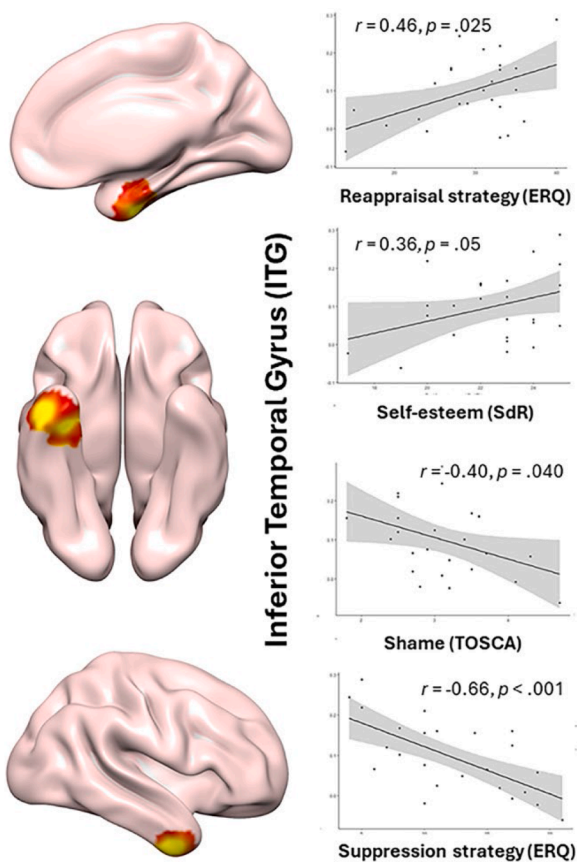 r = 0.46, p = .025
Reappraisal strategy (ERQ)
r = 0.36, p = .05
Self-esteem (SdR)
Inferior Temporal Gyrus (ITG)
r = -0.40, p = .040
Shame (TOSCA)
r = -0.66, p < .001
Suppression strategy (ERQ)